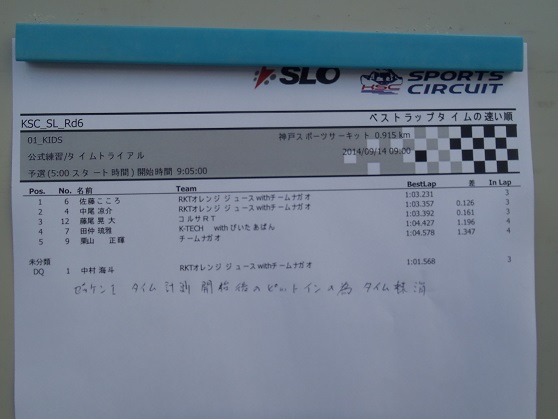 SLO
KSC
SPORTS
CIRCUIT
KSC_SL_Rd6
ベストラップタイムの速い順
01_KIDS
神戸スポーツサーキット 0.915 km
公式練習/タイムトライアル
2014/09/14 09:00
予選 (5:00 スタート時間) 開始時間 9:05:00
Pos. No. 名前 Team BestLap 差 In Lap
1 6 佐藤 こころ RKTオレンジ ジュース withチームナガオ 1:03.231 3
2 4 中尾 凉介 RKTオレンジ ジュース withチームナガオ 1:03.357 0.126 3
3 12 藤尾 晃大 コルサRT 1:03.392 0.161 3
4 7 田仲 琉雅 K-TECH with ぴいた あぱん 1:04.427 1.196 4
5 9 栗山 正輝 チームナガオ 1:04.578 1.347 4
未分類
DQ 1 中村 海斗 RKTオレンジ ジュース withチームナガオ 1:01.568 3
ゼッケン1 タイム計測開始後のピットインの為 タイム抹消